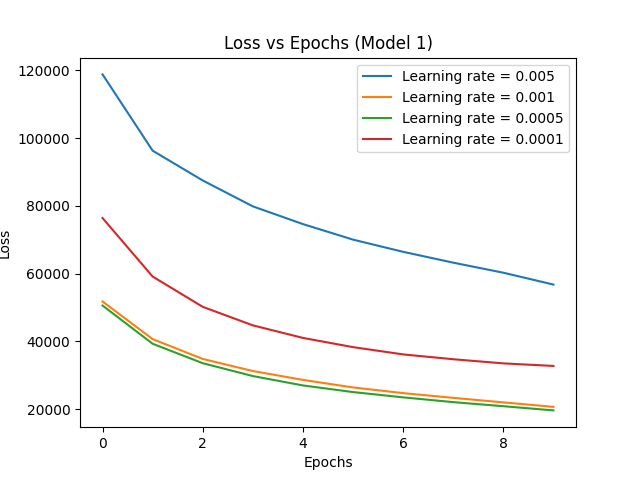 Loss vs Epochs (Model 1)
Learning rate = 0.005
Learning rate = 0.001
Learning rate = 0.0005
Learning rate = 0.0001
120000
100000
80000
60000
40000
20000
Loss
0 2 4 6 8
Epochs